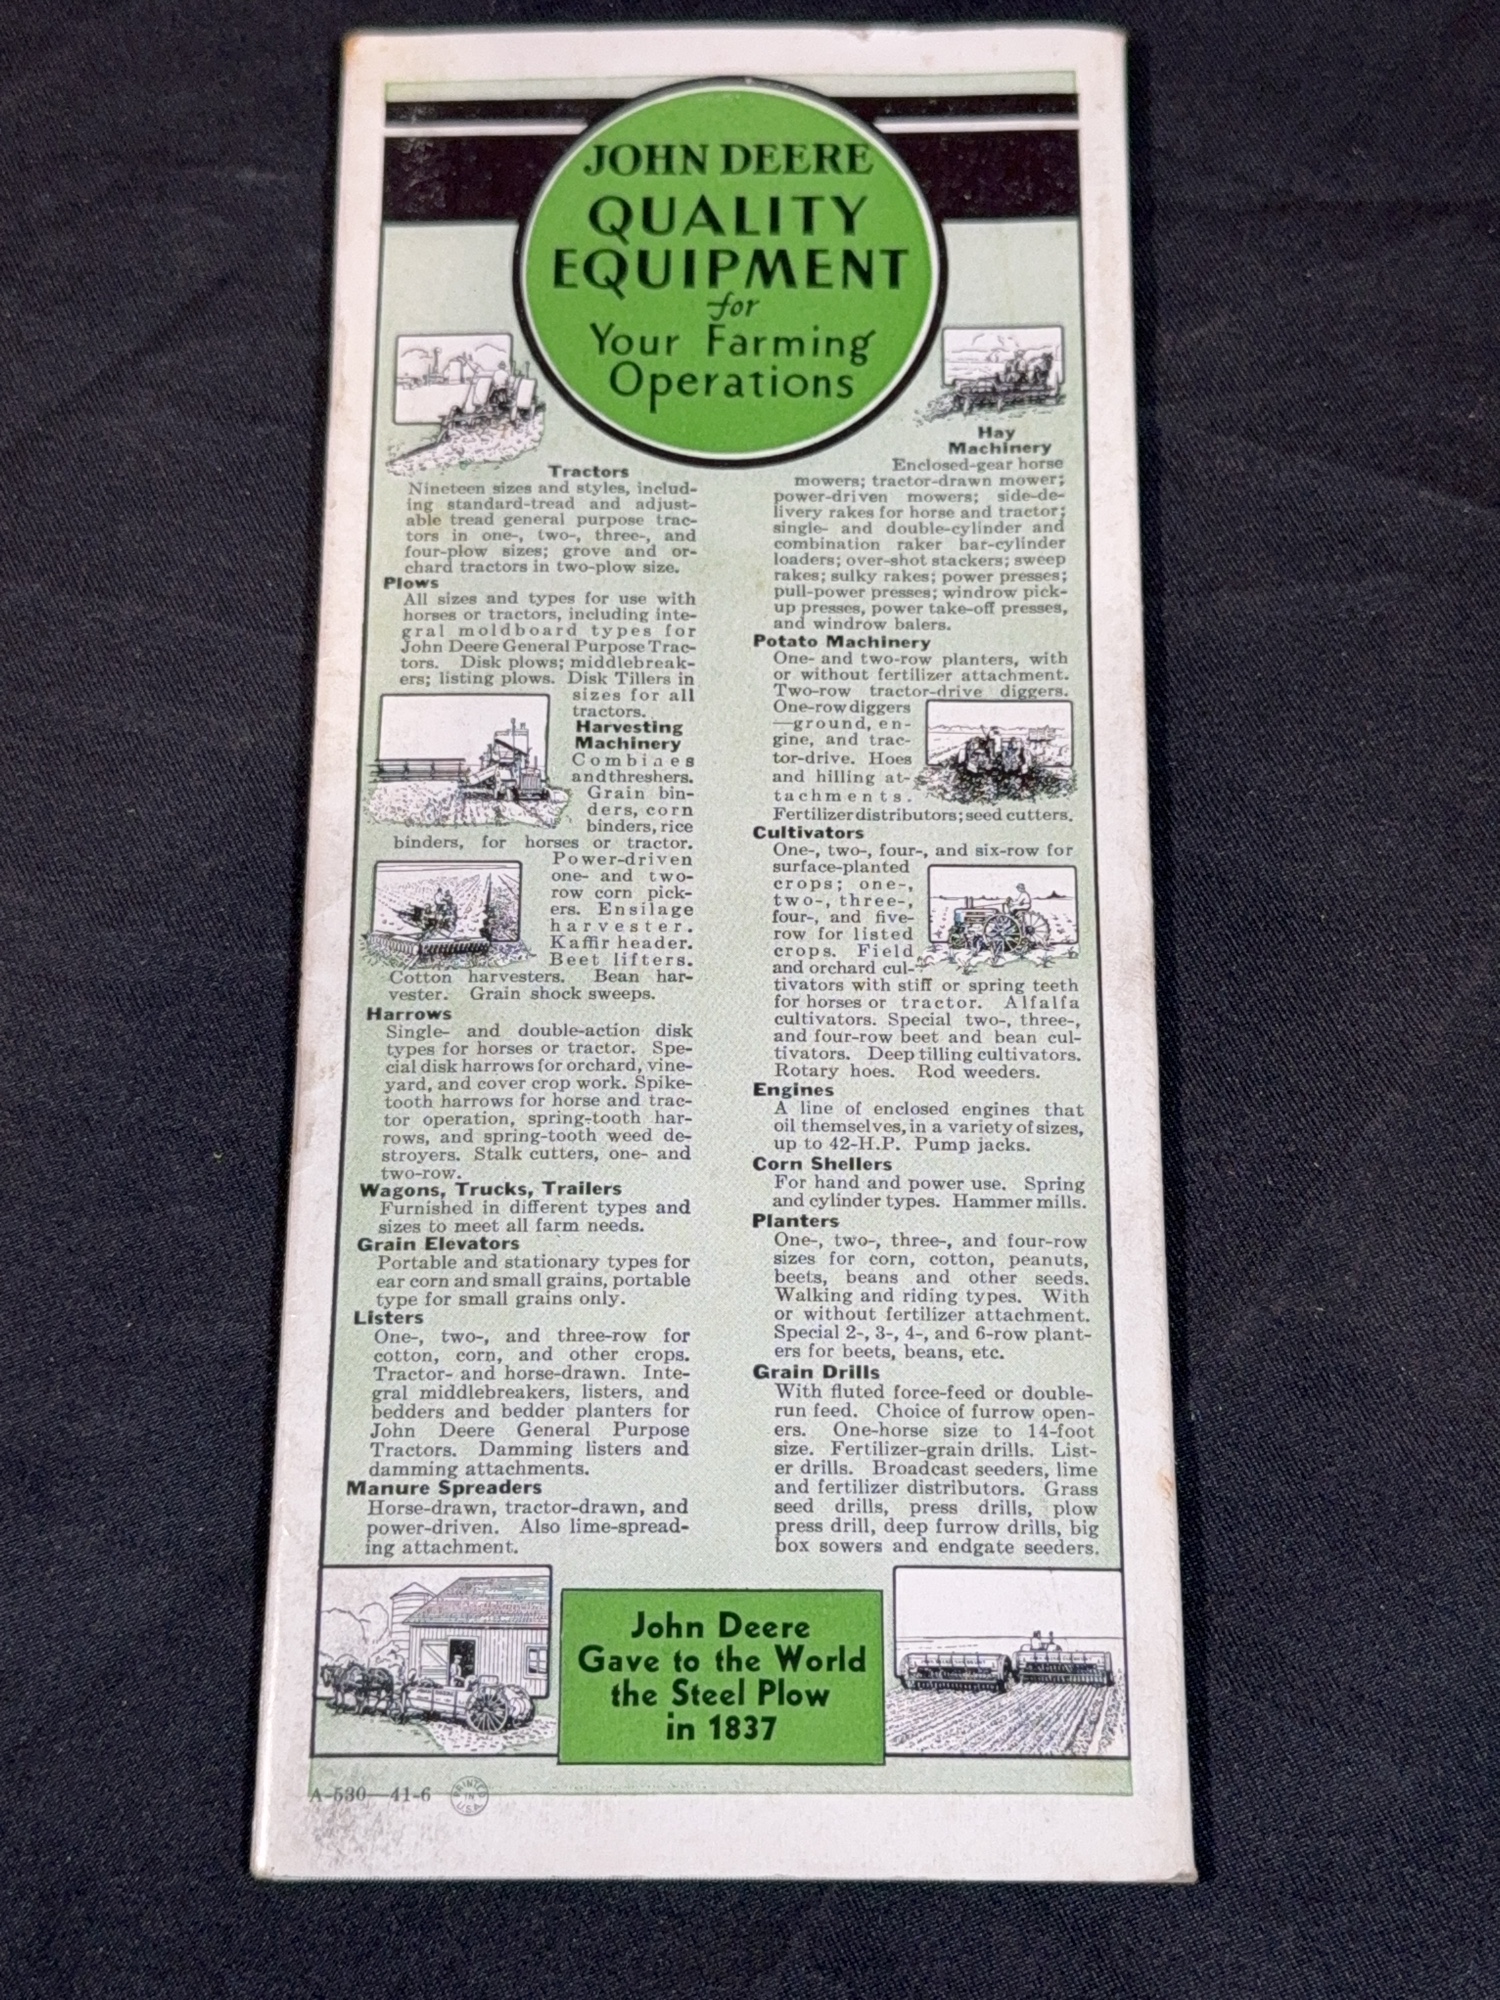 JOHN DEERE
QUALITY
EQUIPMENT
for
Your Farming
Operations
Tractors
Nineteen sizes and styles, includ-
ing standard-tread and adjust-
able tread general purpose trac-
tors in one-, two-, three-, and
four-plow sizes; grove and or-
chard tractors in two-plow size.
Plows
All sizes and types for use with
horses or tractors, including inte-
gral moldboard types for
John Deere General Purpose Trac-
tors. Disk plows; middlebreak-
ers; listing plows. Disk Tillers in
sizes for all
tractors.
Harvesting
Machinery
Combines
and threshers.
Grain bin-
ders, corn
binders, rice
binders, for horses or tractor.
Power-driven
one- and two-
row corn pick-
ers. Ensilage
harvester.
Kaffir header.
Beet lifters.
Cotton harvesters. Bean har-
vester. Grain shock sweeps.
Harrows
Single- and double-action disk
types for horses or tractor. Spe-
cial disk harrows for orchard, vine-
yard, and cover crop work. Spike-
tooth harrows for horse and trac-
tor operation, spring-tooth har-
rows, and spring-tooth weed de-
stroyers. Stalk cutters, one- and
two-row.
Wagons, Trucks, Trailers
Furnished in different types and
sizes to meet all farm needs.
Grain Elevators
Portable and stationary types for
ear corn and small grains, portable
type for small grains only.
Listers
One-, two-, and three-row for
cotton, corn, and other crops.
Tractor- and horse-drawn. Inte-
gral middlebreakers, listers, and
bedders and bedder planters for
John Deere General Purpose
Tractors. Damming listers and
damming attachments.
Manure Spreaders
Horse-drawn, tractor-drawn, and
power-driven. Also lime-spread-
ing attachment.
Hay
Machinery
Enclosed-gear horse
mowers; tractor-drawn mower;
power-driven mowers; side-de-
livery rakes for horse and tractor;
single- and double-cylinder and
combination raker bar-cylinder
loaders; over-shot stackers; sweep
rakes; sulky rakes; power presses;
pull-power presses; windrow pick-
up presses, power take-off presses,
and windrow balers.
Potato Machinery
One- and two-row planters, with
or without fertilizer attachment.
Two-row tractor-drive diggers.
One-row diggers
—ground, en-
gine, and trac-
tor-drive. Hoes
and hilling at-
tachments.
Fertilizer distributors; seed cutters.
Cultivators
One-, two-, four-, and six-row for
surface-planted
crops; one-,
two-, three-,
four-, and five-
row for listed
crops. Field
and orchard cul-
tivators with stiff or spring teeth
for horses or tractor. Alfalfa
cultivators. Special two-, three-,
and four-row beet and bean cul-
tivators. Deep tilling cultivators.
Rotary hoes. Rod weeders.
Engines
A line of enclosed engines that
oil themselves, in a variety of sizes,
up to 42-H.P. Pump jacks.
Corn Shellers
For hand and power use. Spring
and cylinder types. Hammer mills.
Planters
One-, two-, three-, and four-row
sizes for corn, cotton, peanuts,
beets, beans and other seeds.
Walking and riding types. With
or without fertilizer attachment.
Special 2-, 3-, 4-, and 6-row plant-
ers for beets, beans, etc.
Grain Drills
With fluted force-feed or double-
run feed. Choice of furrow open-
ers. One-horse size to 14-foot
size. Fertilizer-grain drills. List-
er drills. Broadcast seeders, lime
and fertilizer distributors. Grass
seed drills, press drills, plow
press drill, deep furrow drills, big
box sowers and endgate seeders.
John Deere
Gave to the World
the Steel Plow
in 1837
A-530—41-6
PRINTED
IN
U.S.A.